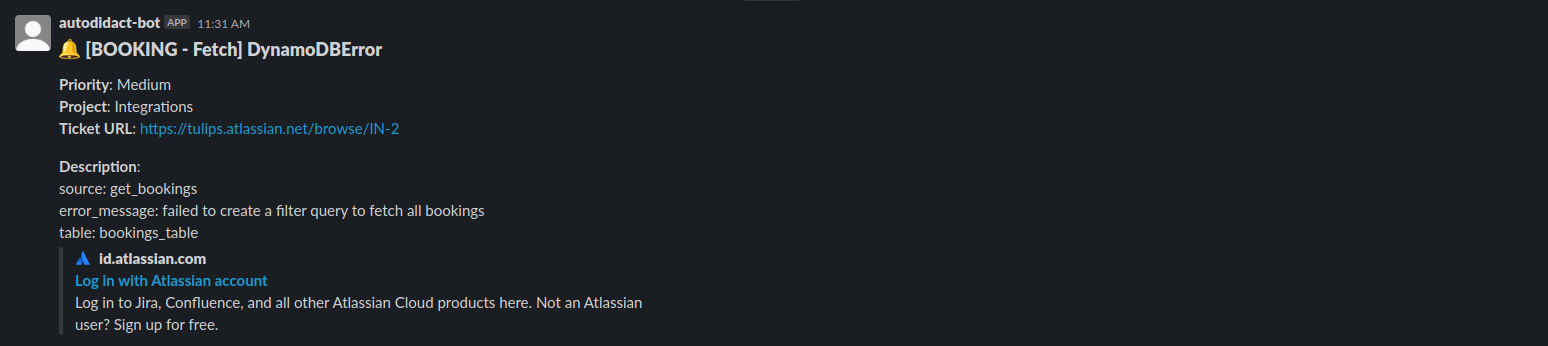 autodidact-bot APP 11:31 AM
🔔 [BOOKING - Fetch] DynamoDBError
Priority: Medium
Project: Integrations
Ticket URL: https://tulips.atlassian.net/browse/IN-2
Description:
source: get_bookings
error_message: failed to create a filter query to fetch all bookings
table: bookings_table
id.atlassian.com
Log in with Atlassian account
Log in to Jira, Confluence, and all other Atlassian Cloud products here. Not an Atlassian
user? Sign up for free.